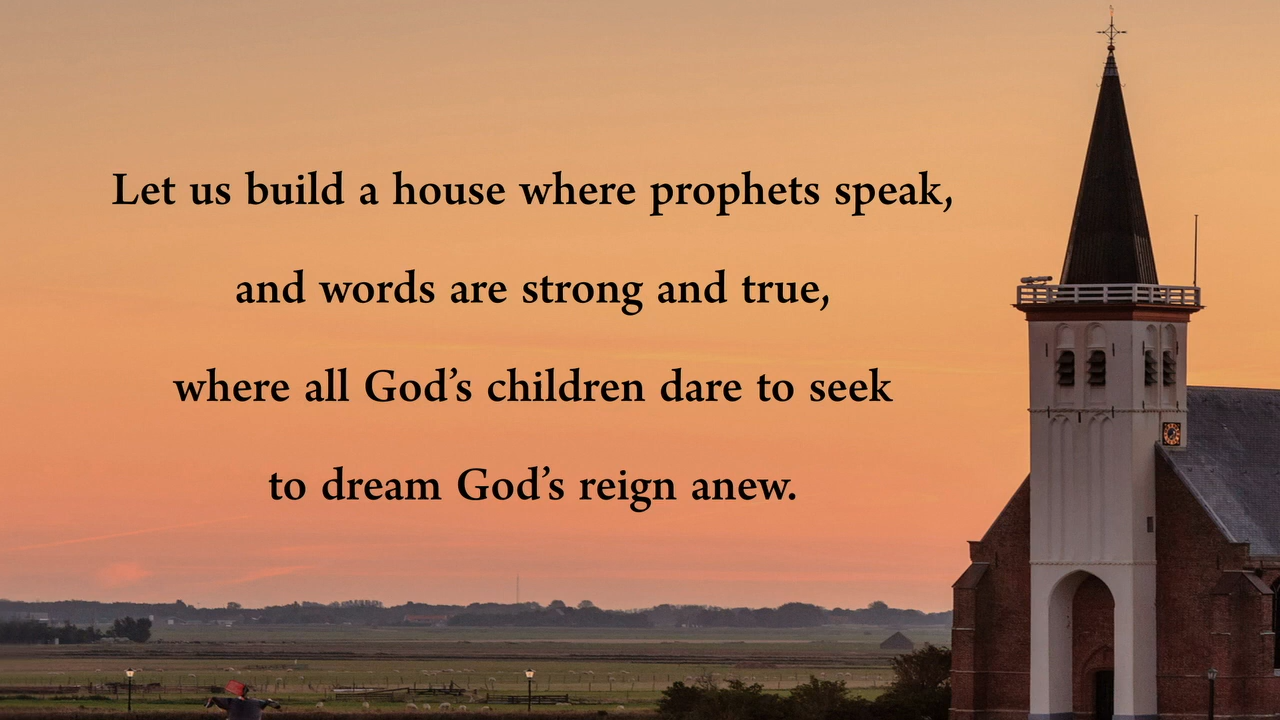 Let us build a house where prophets speak,
and words are strong and true,
where all God’s children dare to seek
to dream God’s reign anew.